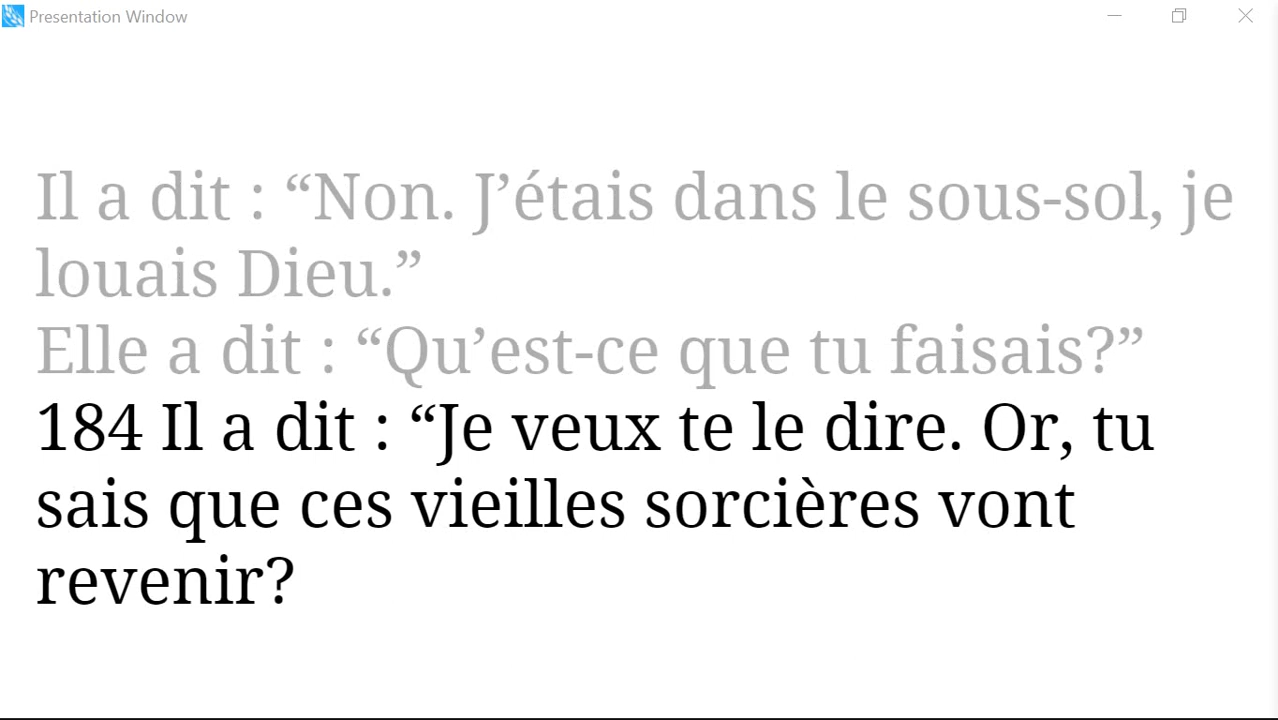 Presentation Window
Il a dit : “Non. J’étais dans le sous-sol, je
louais Dieu.”
Elle a dit : “Qu’est-ce que tu faisais?”
184 Il a dit : “Je veux te le dire. Or, tu
sais que ces vieilles sorcières vont
revenir?